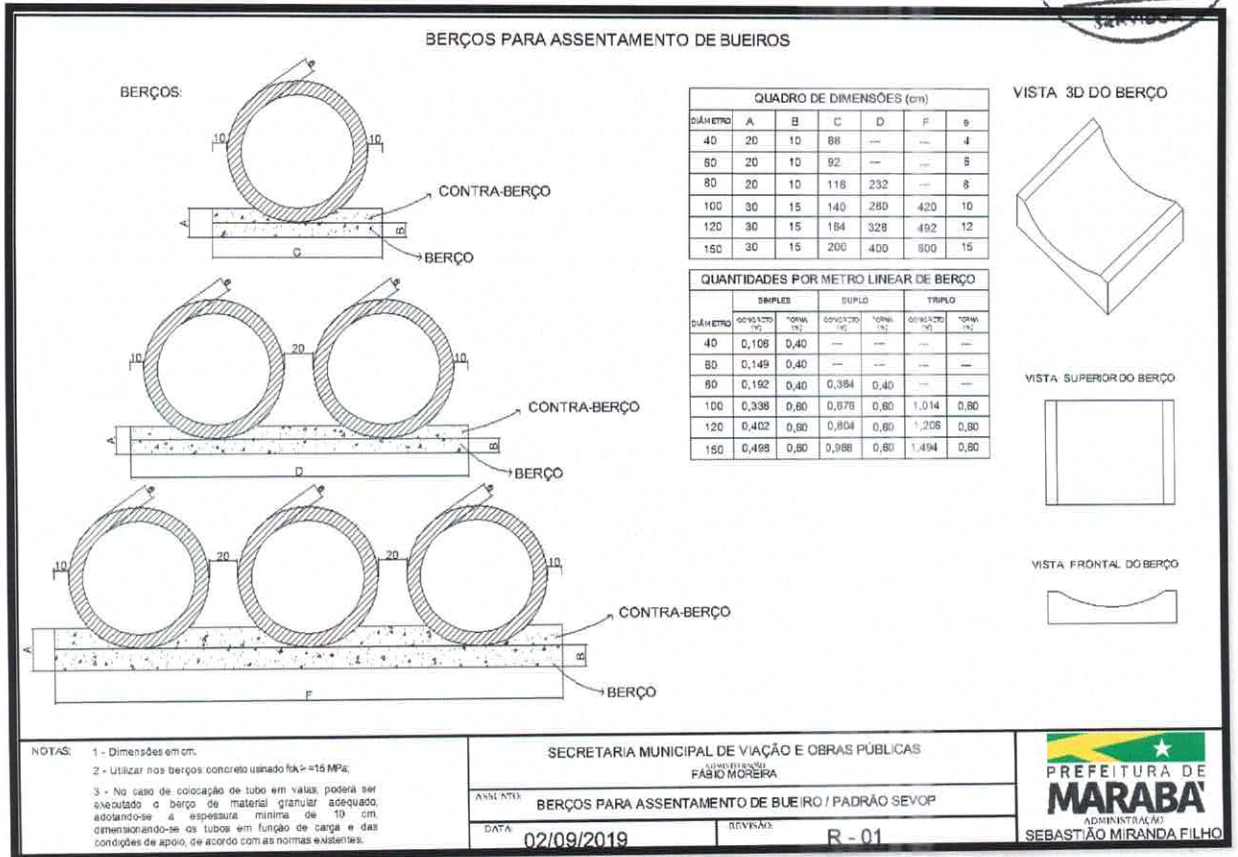 SERVIDOR
BERÇOS PARA ASSENTAMENTO DE BUEIROS
BERÇOS:
e
10
10
CONTRA-BERÇO
A
B
BERÇO
C
e
e
10
20
10
CONTRA-BERÇO
A
B
BERÇO
D
e
e
e
10
20
20
10
CONTRA-BERÇO
A
B
BERÇO
F
QUADRO DE DIMENSÕES (cm)
DIÂMETRO A B C D F e
40 20 10 68 --- --- 4
60 20 10 92 --- --- 6
80 20 10 116 232 --- 8
100 30 15 140 280 420 10
120 30 15 164 328 492 12
150 30 15 200 400 600 15
QUANTIDADES POR METRO LINEAR DE BERÇO
SIMPLES DUPLO TRIPLO
DIÂMETRO CONCRETO FORMA CONCRETO FORMA CONCRETO FORMA
40 0,106 0,40 --- --- --- ---
60 0,149 0,40 --- --- --- ---
80 0,192 0,40 0,384 0,40 --- ---
100 0,338 0,60 0,676 0,60 1,014 0,60
120 0,402 0,60 0,804 0,60 1,206 0,60
150 0,498 0,60 0,996 0,60 1,494 0,60
VISTA 3D DO BERÇO
VISTA SUPERIOR DO BERÇO
VISTA FRONTAL DO BERÇO
NOTAS:
1 - Dimensões em cm.
2 - Utilizar nos berços concreto usinado fck>=15 MPa;
3 - No caso de colocação de tubo em valas, poderá ser
executado o berço de material granular adequado,
adotando-se a espessura mínima de 10 cm,
dimensionando-se os tubos em função de carga e das
condições de apoio, de acordo com as normas existentes.
SECRETARIA MUNICIPAL DE VIAÇÃO E OBRAS PÚBLICAS
ADMINISTRAÇÃO
FÁBIO MOREIRA
ASSUNTO:
BERÇOS PARA ASSENTAMENTO DE BUEIRO / PADRÃO SEVOP
DATA:
02/09/2019
REVISÃO:
R - 01
PREFEITURA DE
MARABÁ
ADMINISTRAÇÃO
SEBASTIÃO MIRANDA FILHO